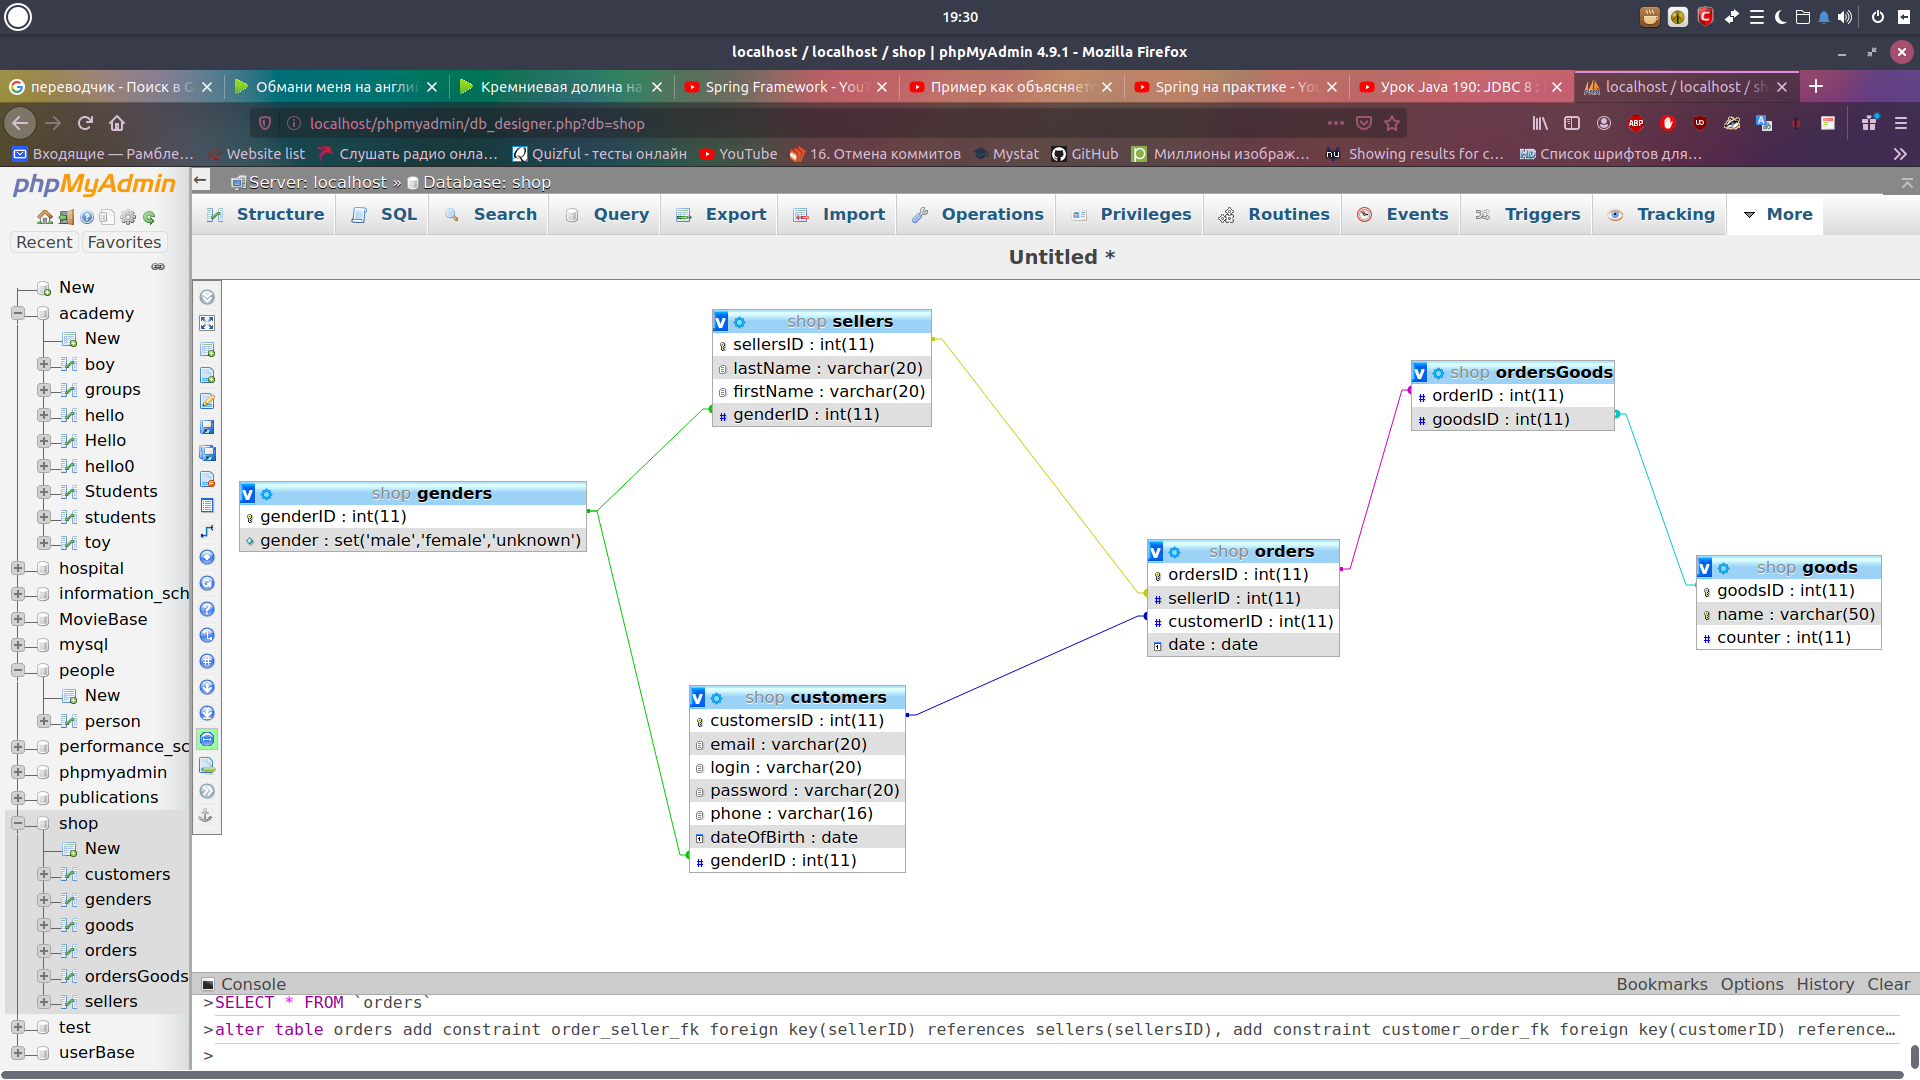 19:30
localhost / localhost / shop | phpMyAdmin 4.9.1 - Mozilla Firefox
переводчик - Поиск в G
Обмани меня на англий
Кремниевая долина на
Spring Framework - YouT
Пример как объясняет
Spring на практике - You
Урок Java 190: JDBC 8 :
localhost / localhost / sh
localhost/phpmyadmin/db_designer.php?db=shop
Входящие — Рамбле...
Website list
Слушать радио онла...
Quizful - тесты онлайн
YouTube
16. Отмена коммитов
Mystat
GitHub
Миллионы изображ...
Showing results for c...
Список шрифтов для...
phpMyAdmin
Server: localhost » Database: shop
Structure SQL Search Query Export Import Operations Privileges Routines Events Triggers Tracking More
Recent Favorites
Untitled *
New
academy
New
boy
groups
hello
Hello
hello0
Students
students
toy
hospital
information_sch
MovieBase
mysql
people
New
person
performance_sc
phpmyadmin
publications
shop
New
customers
genders
goods
orders
ordersGoods
sellers
test
userBase
shop sellers
sellersID : int(11)
lastName : varchar(20)
firstName : varchar(20)
genderID : int(11)
shop ordersGoods
orderID : int(11)
goodsID : int(11)
shop genders
genderID : int(11)
gender : set('male','female','unknown')
shop orders
ordersID : int(11)
sellerID : int(11)
customerID : int(11)
date : date
shop goods
goodsID : int(11)
name : varchar(50)
counter : int(11)
shop customers
customersID : int(11)
email : varchar(20)
login : varchar(20)
password : varchar(20)
phone : varchar(16)
dateOfBirth : date
genderID : int(11)
Console
Bookmarks Options History Clear
>SELECT * FROM `orders`
>alter table orders add constraint order_seller_fk foreign key(sellerID) references sellers(sellersID), add constraint customer_order_fk foreign key(customerID) reference…
>